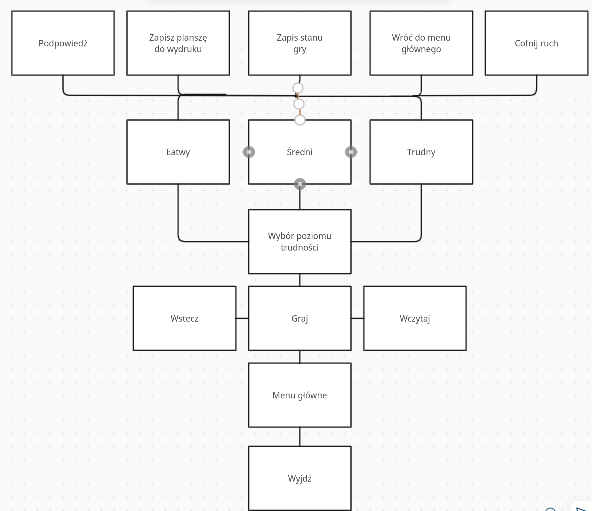 Podpowiedź
Zapisz planszę
do wydruku
Zapis stanu
gry
Wróć do menu
głównego
Cofnij ruch
Łatwy
Średni
Trudny
Wybór poziomu
trudności
Wstecz
Graj
Wczytaj
Menu główne
Wyjdź